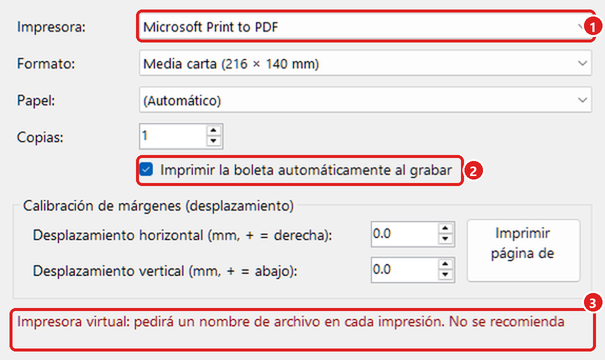 Impresora: Microsoft Print to PDF 1
Formato: Media carta (216 × 140 mm)
Papel: (Automático)
Copias: 1
Imprimir la boleta automáticamente al grabar 2
Calibración de márgenes (desplazamiento)
Desplazamiento horizontal (mm, + = derecha): 0.0
Imprimir
página de
Desplazamiento vertical (mm, + = abajo): 0.0
3
Impresora virtual: pedirá un nombre de archivo en cada impresión. No se recomienda